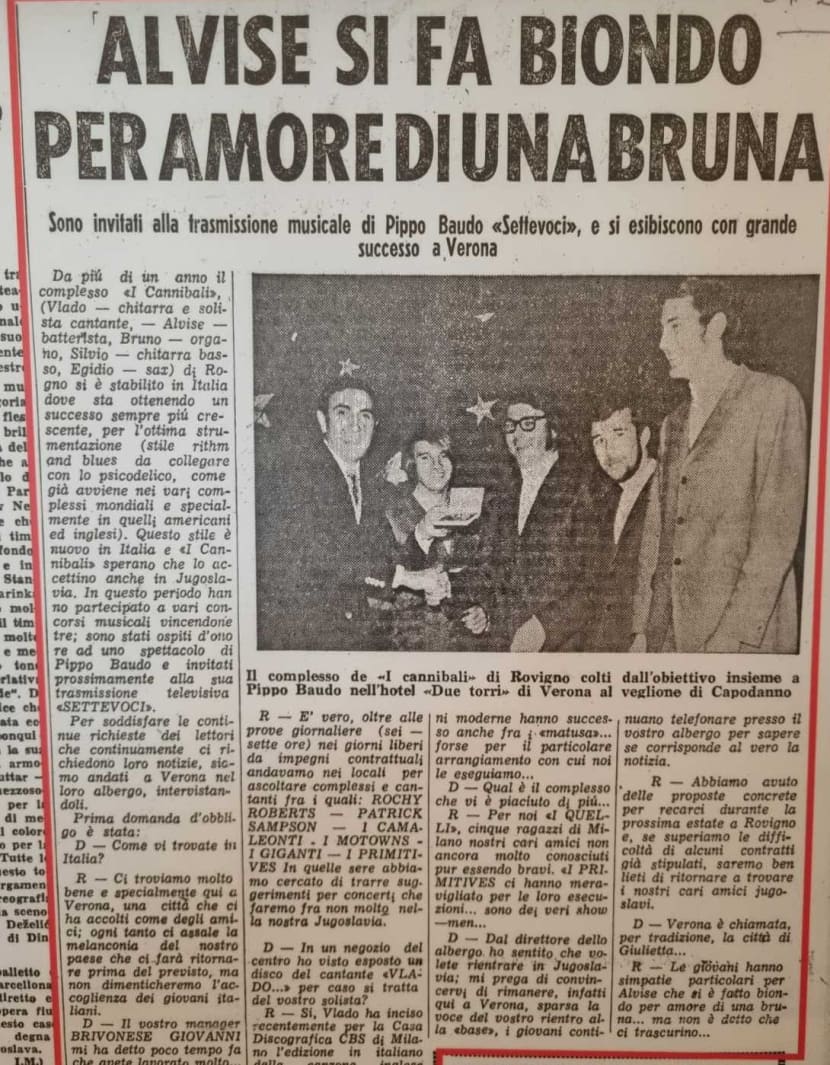 ALVISE SI FA BIONDO
PER AMORE DI UNA BRUNA
Sono invitati alla trasmissione musicale di Pippo Baudo «Settevoci», e si esibiscono con grande
successo a Verona
Da piú di un anno il
complesso «I Cannibali»,
(Vlado — chitarra e soli-
sta cantante, — Alvise —
batterista, Bruno — orga-
no, Silvio — chitarra bas-
so, Egidio — sax) di Ro-
gno si è stabilito in Italia
dove sta ottenendo un
successo sempre piú cre-
scente, per l'ottima stru-
mentazione (stile rithm
and blues da collegare
con lo psicodelico, come
già avviene nei vari com-
plessi mondiali e special-
mente in quelli americani
ed inglesi). Questo stile è
nuovo in Italia e «I Can-
nibali» sperano che lo ac-
cettino anche in Jugosla-
via. In questo periodo han
no partecipato a vari con-
corsi musicali vincendone
tre; sono stati ospiti d'ono
re ad uno spettacolo di
Pippo Baudo e invitati
prossimamente alla sua
trasmissione televisiva
«SETTEVOCI».
Per soddisfare le conti-
nue richieste dei lettori
che continuamente ci ri-
chiedono loro notizie, sia-
mo andati a Verona nel
loro albergo, intervistan-
doli.
Prima domanda d'obbli-
go è stata:
D — Come vi trovate in
Italia?
R — Ci troviamo molto
bene e specialmente qui a
Verona, una città che ci
ha accolti come degli ami-
ci; ogni tanto ci assale la
melanconia del nostro
paese che ci farà ritorna-
re prima del previsto, ma
non dimenticheremo l'ac-
coglienza dei giovani ita-
liani.
D — Il vostro manager
BRIVONESE GIOVANNI
mi ha detto poco tempo fa
che avete lavorato molto...
Il complesso de «I cannibali» di Rovigno colti dall'obiettivo insieme a
Pippo Baudo nell'hotel «Due torri» di Verona al veglione di Capodanno
R — E' vero, oltre alle
prove giornaliere (sei —
sette ore) nei giorni liberi
da impegni contrattuali
andavamo nei locali per
ascoltare complessi e can-
tanti fra i quali: ROCHY
ROBERTS — PATRICK
SAMPSON — I CAMA-
LEONTI - I MOTOWNS -
I GIGANTI — I PRIMITI-
VES In quelle sere abbia-
mo cercato di trarre sug-
gerimenti per concerti che
faremo fra non molto nel-
la nostra Jugoslavia.
D — In un negozio del
centro ho visto esposto un
disco del cantante «VLA-
DO...» per caso si tratta
del vostro solista?
R — Si, Vlado ha inciso
recentemente per la Casa
Discografica CBS di Mila-
no l'edizione in italiano
della canzone inglese
ni moderne hanno succes-
so anche fra i «matusa»...
forse per il particolare
arrangiamento con cui noi
le eseguiamo...
D — Qual è il complesso
che vi è piaciuto di piú...
R — Per noi «I QUEL-
LI», cinque ragazzi di Mi-
lano nostri cari amici non
ancora molto conosciuti
pur essendo bravi. «I PRI-
MITIVES ci hanno mera-
vigliato per le loro esecu-
zioni... sono dei veri show
—men...
D — Dal direttore dello
albergo ho sentito che vo-
lete rientrare in Jugosla-
via; mi prega di convin-
cervi di rimanere, infatti
qui a Verona, sparsa la
voce del vostro rientro al-
la «base», i giovani conti-
nuano telefonare presso il
vostro albergo per sapere
se corrisponde al vero la
notizia.
R — Abbiamo avuto
delle proposte concrete
per recarci durante la
prossima estate a Rovigno
e, se superiamo le diffi-
coltà di alcuni contratti
già stipulati, saremo ben
lieti di ritornare a trovare
i nostri cari amici jugo-
slavi.
D — Verona è chiamata,
per tradizione, la città di
Giulietta...
R — Le giovani hanno
simpatie particolari per
Alvise che si è fatto bion-
do per amore di una bru-
na... ma non è detto che
ci trascurino...